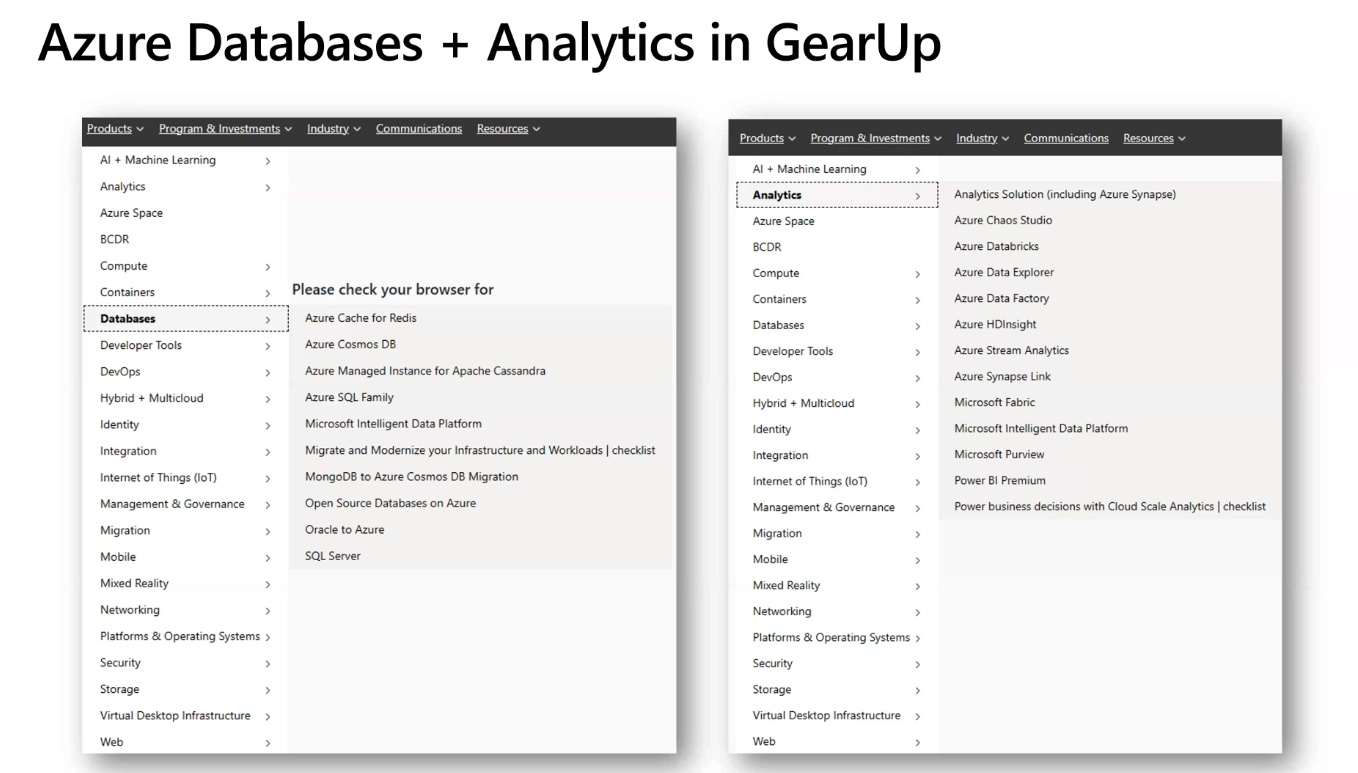 Azure Databases + Analytics in GearUp
Products Program & Investments Industry Communications Resources
AI + Machine Learning
Analytics
Azure Space
BCDR
Compute
Containers
Databases
Developer Tools
DevOps
Hybrid + Multicloud
Identity
Integration
Internet of Things (IoT)
Management & Governance
Migration
Mobile
Mixed Reality
Networking
Platforms & Operating Systems
Security
Storage
Virtual Desktop Infrastructure
Web
Please check your browser for
Azure Cache for Redis
Azure Cosmos DB
Azure Managed Instance for Apache Cassandra
Azure SQL Family
Microsoft Intelligent Data Platform
Migrate and Modernize your Infrastructure and Workloads | checklist
MongoDB to Azure Cosmos DB Migration
Open Source Databases on Azure
Oracle to Azure
SQL Server
Products Program & Investments Industry Communications Resources
AI + Machine Learning
Analytics
Azure Space
BCDR
Compute
Containers
Databases
Developer Tools
DevOps
Hybrid + Multicloud
Identity
Integration
Internet of Things (IoT)
Management & Governance
Migration
Mobile
Mixed Reality
Networking
Platforms & Operating Systems
Security
Storage
Virtual Desktop Infrastructure
Web
Analytics Solution (including Azure Synapse)
Azure Chaos Studio
Azure Databricks
Azure Data Explorer
Azure Data Factory
Azure HDInsight
Azure Stream Analytics
Azure Synapse Link
Microsoft Fabric
Microsoft Intelligent Data Platform
Microsoft Purview
Power BI Premium
Power business decisions with Cloud Scale Analytics | checklist